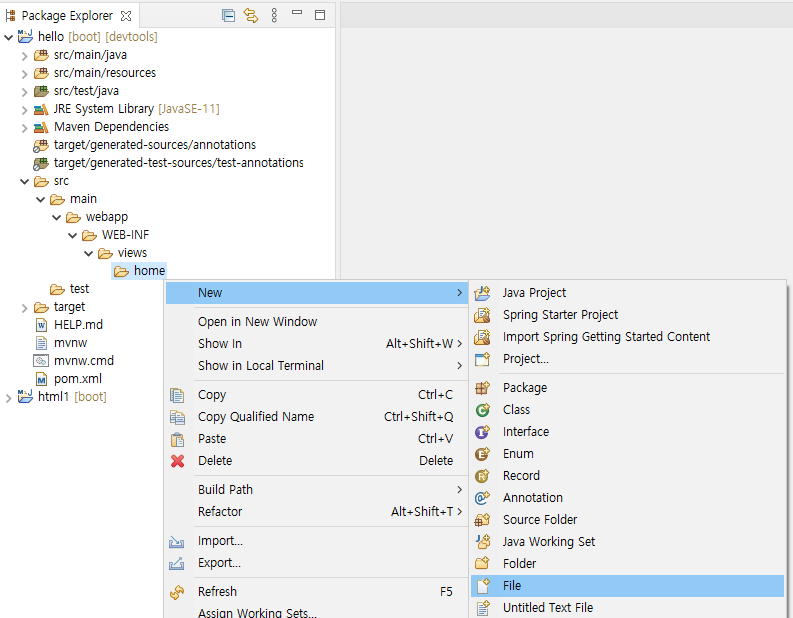 Package Explorer
hello [boot] [devtools]
src/main/java
src/main/resources
src/test/java
JRE System Library [JavaSE-11]
Maven Dependencies
target/generated-sources/annotations
target/generated-test-sources/test-annotations
src
main
webapp
WEB-INF
views
home
test
target
HELP.md
mvnw
mvnw.cmd
pom.xml
html1 [boot]
New
Open in New Window
Show In Alt+Shift+W
Show in Local Terminal
Copy Ctrl+C
Copy Qualified Name Ctrl+Shift+Q
Paste Ctrl+V
Delete Delete
Build Path
Refactor Alt+Shift+T
Import...
Export...
Refresh F5
Assign Working Sets...
Java Project
Spring Starter Project
Import Spring Getting Started Content
Project...
Package
Class
Interface
Enum
Record
Annotation
Source Folder
Java Working Set
Folder
File
Untitled Text File